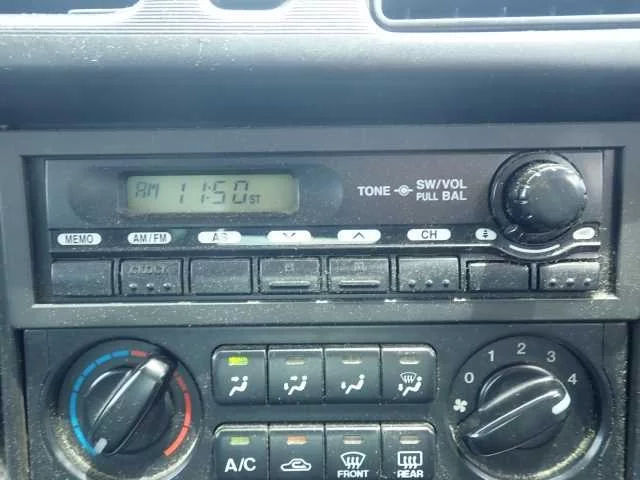 AM 11:50 ST
TONE SW/VOL
PULL BAL
MEMO AM/FM AS CH
CLOCK H M
0 1 2 3 4
A/C FRONT REAR